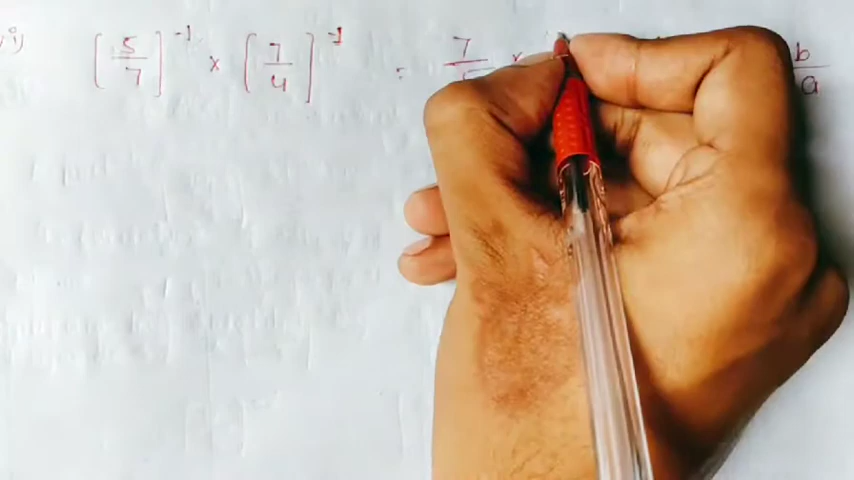 [5/7]⁻¹ × [7/4]⁻¹ = 7/5 × b/a